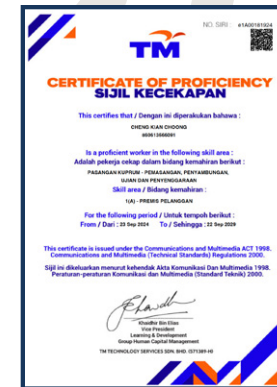 NO. SIRI : #1A00181924
TM
CERTIFICATE OF PROFICIENCY
SIJIL KECEKAPAN
This certifies that / Dengan ini diperakukan bahawa :
CHENG KIAN CHOONG
Is a proficient worker in the following skill area :
Adalah pekerja cekap dalam bidang kemahiran berikut :
PASANGAN KUPRUM - PEMASANGAN, PENYAMBUNGAN,
UJIAN DAN PENYENGGARAAN
Skill area / Bidang kemahiran :
1(A) - PREMIS PELANGGAN
For the following period / Untuk tempoh berikut :
From / Dari : 23 Sep 2024 To / Sehingga : 22 Sep 2029
This certificate is issued under the Communications and Multimedia ACT 1998.
Communications and Multimedia (Technical Standards) Regulations 2000.
Sijil ini dikeluarkan menurut kehendak Akta Komunikasi Dan Multimedia 1998.
Peraturan-peraturan Komunikasi dan Multimedia (Standard Teknik) 2000.
Khawdhir Bin Elias
Vice President
Learning & Development
Group Human Capital Management
TM TECHNOLOGY SERVICES SDN. BHD. (571389-H)